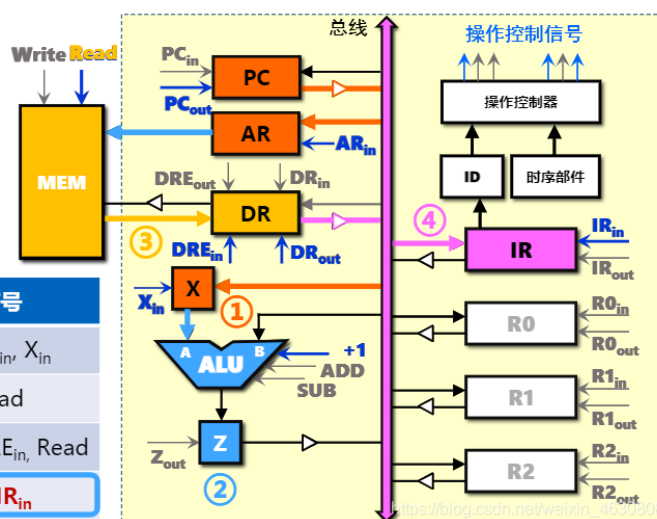 总线
操作控制信号
Write Read
PCin
PC
PCout
AR
ARin
MEM
操作控制器
ID
时序部件
DREout
DRin
DR
③
DREin
DRout
④
IR
IRin
IRout
号
X
Xin
①
in, Xin
A
B
ALU
+1
ADD
SUB
ad
Ein, Read
IRin
Z
Zout
②
R0
R0in
R0out
R1
R1in
R1out
R2
R2in
R2out
https://blog.csdn.net/weixin_4630808